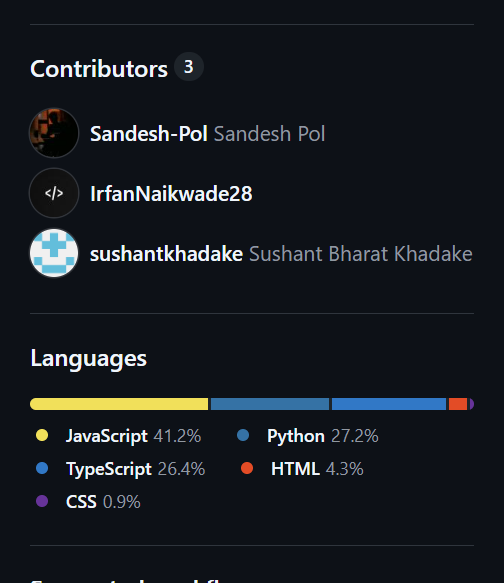 Contributors 3
Sandesh-Pol Sandesh Pol
</>
IrfanNaikwade28
sushantkhadake Sushant Bharat Khadake
Languages
JavaScript 41.2% Python 27.2%
TypeScript 26.4% HTML 4.3%
CSS 0.9%